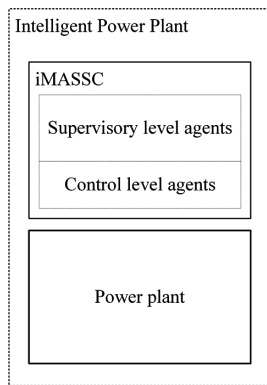 Intelligent Power Plant
iMASSC
Supervisory level agents
Control level agents
Power plant